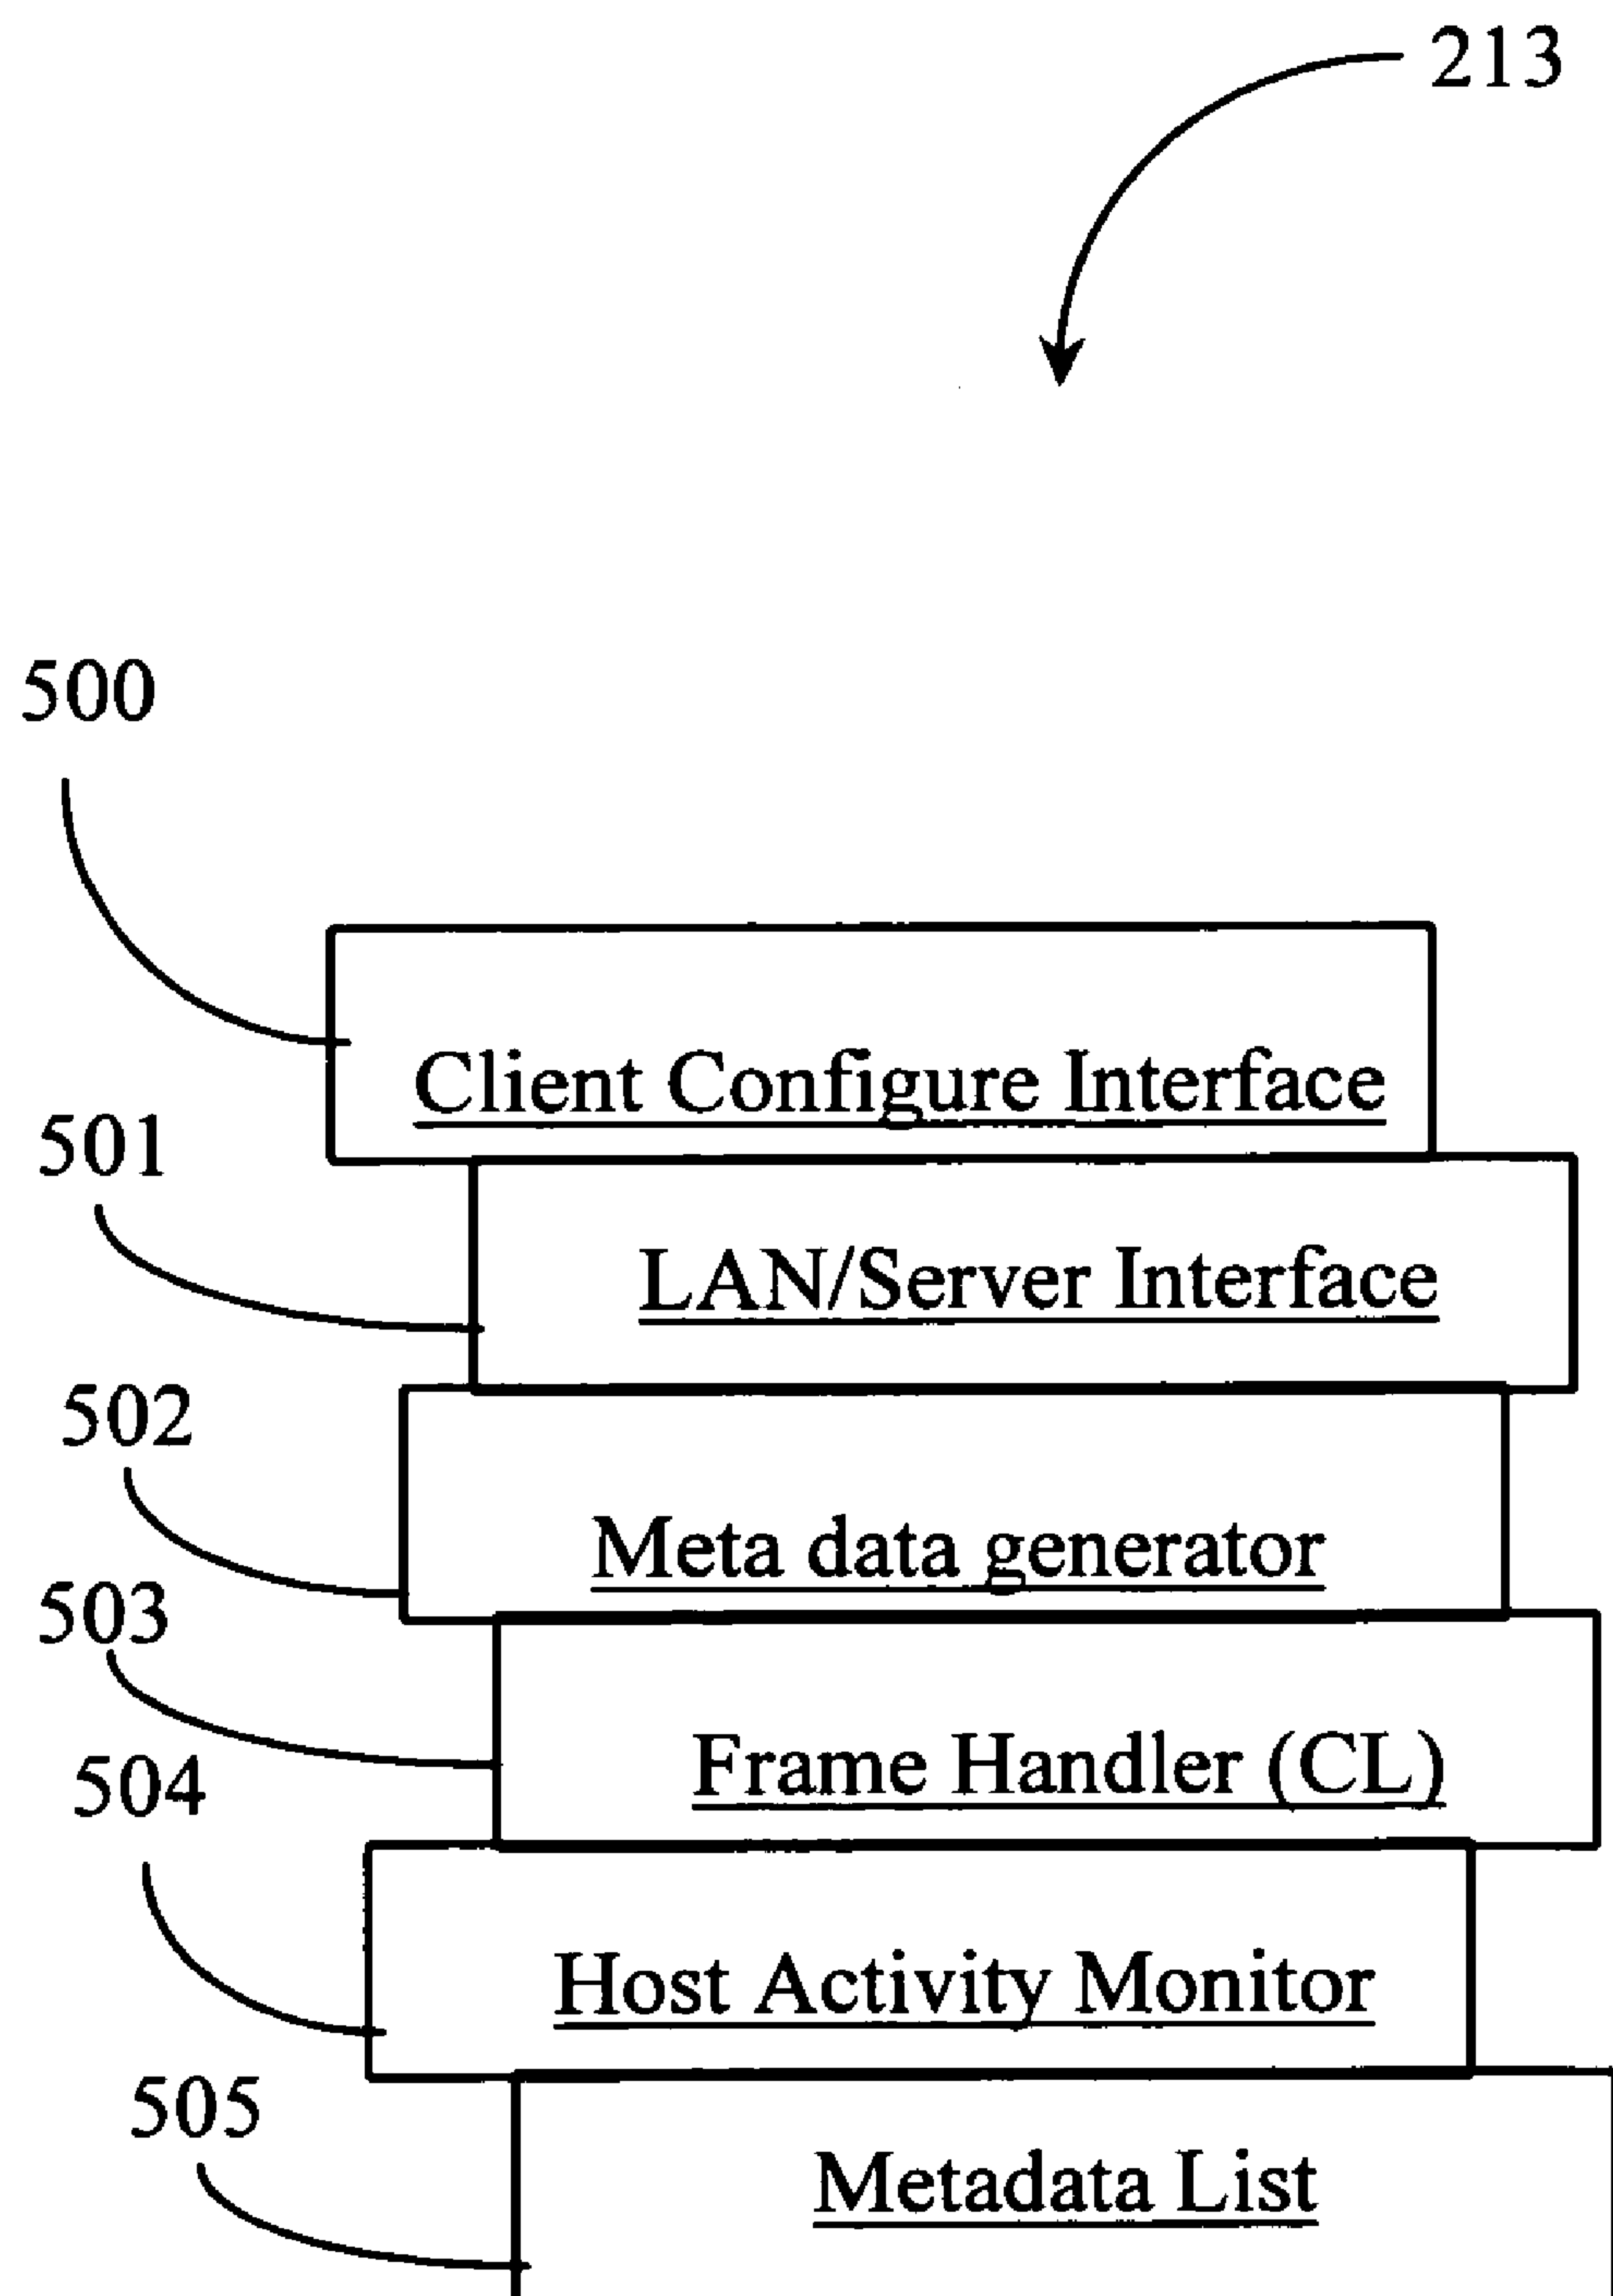 213
500
Client Configure Interface
501
LAN/Server Interface
502
Meta data generator
503
Frame Handler (CL)
504
Host Activity Monitor
505
Metadata List